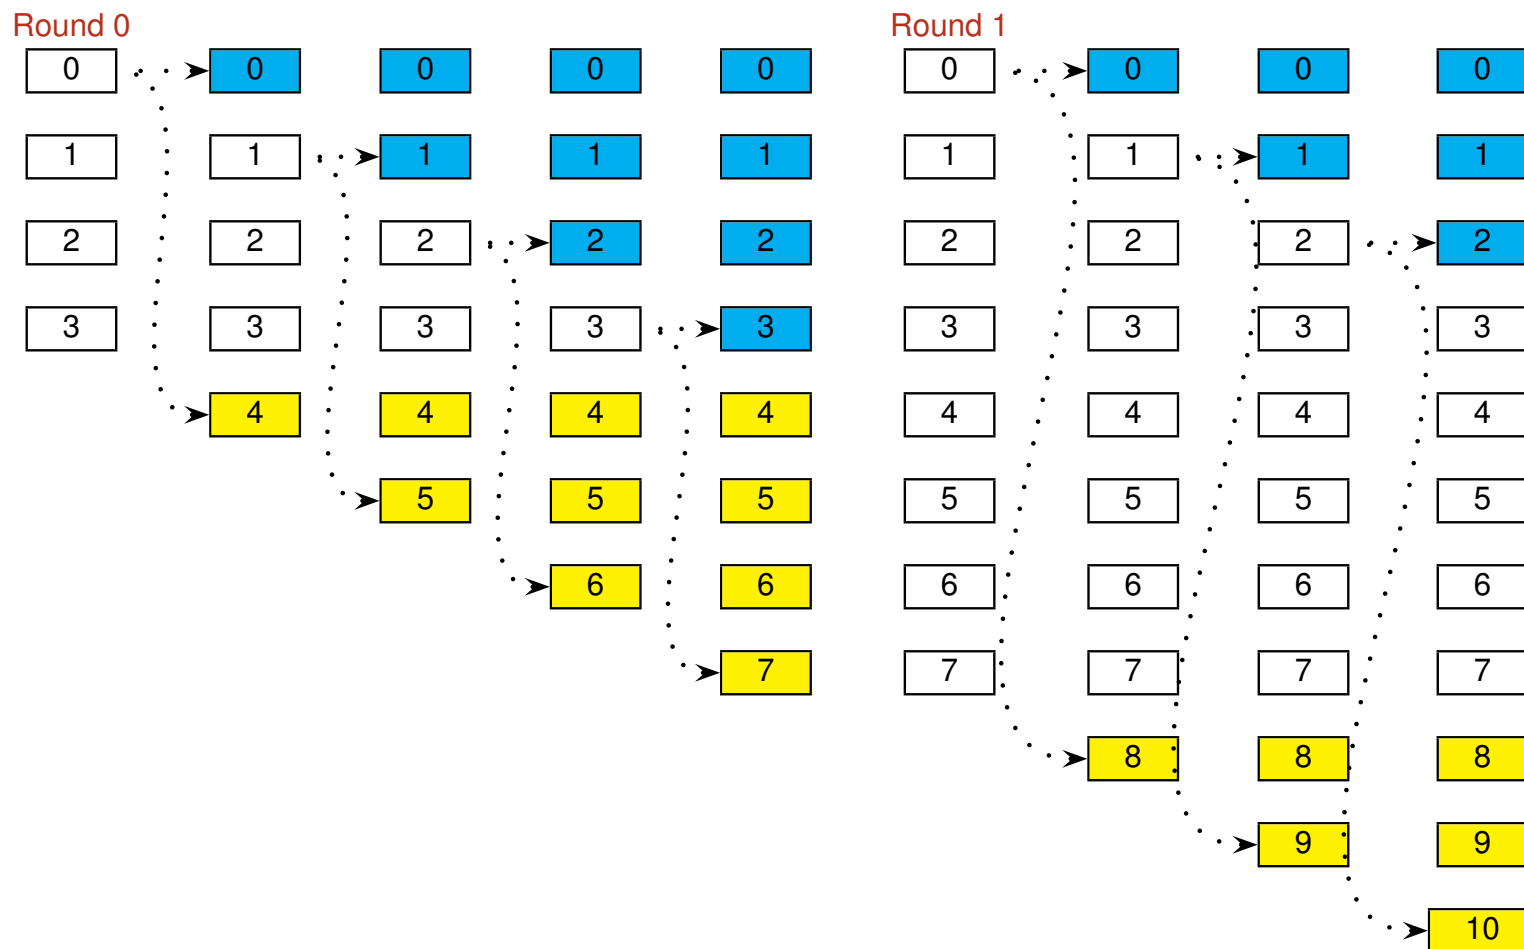 Round 0 Round 1
0 0 0 0 0 0 0 0 0
1 1 1 1 1 1 1 1 1
2 2 2 2 2 2 2 2 2
3 3 3 3 3 3 3 3 3
4 4 4 4 4 4 4 4
5 5 5 5 5 5 5
6 6 6 6 6 6
7 7 7 7 7
8 8 8
9 9
10